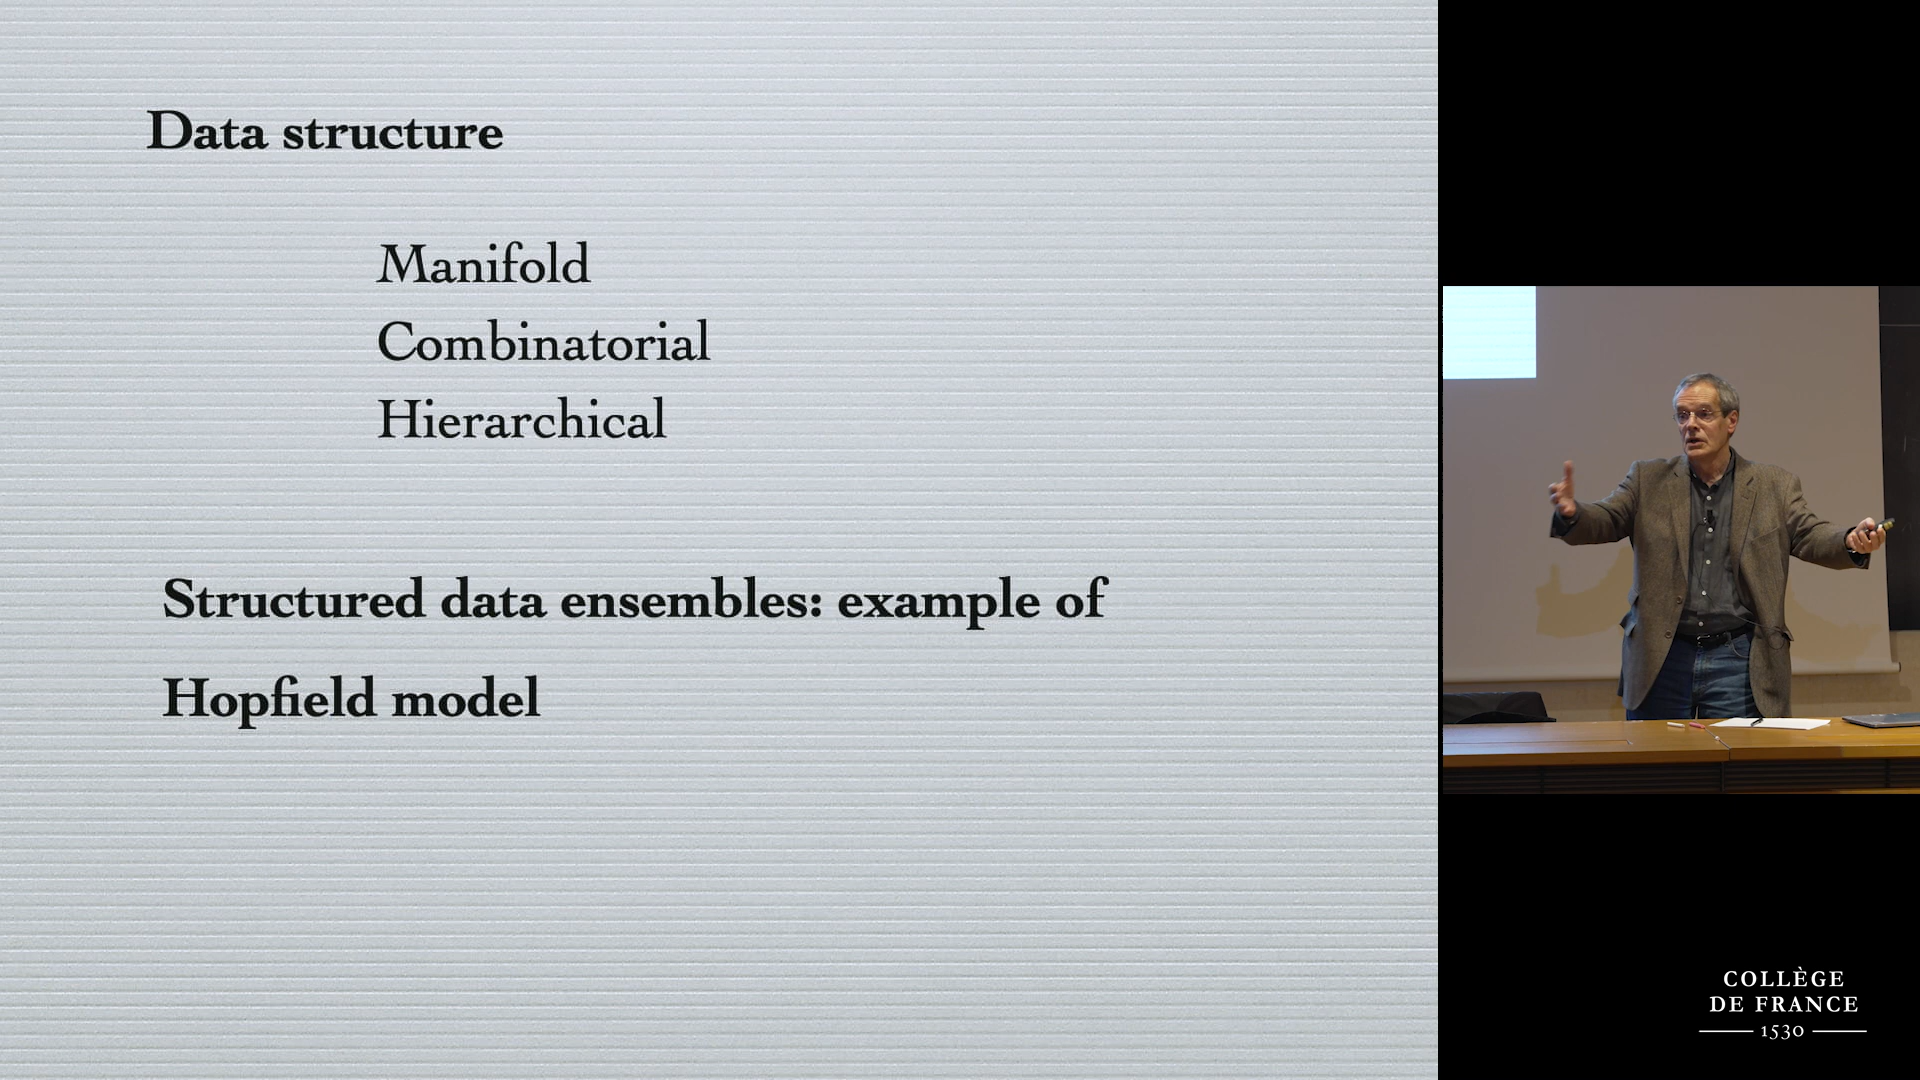 Data structure
Manifold
Combinatorial
Hierarchical
Structured data ensembles: example of
Hopfield model
COLLÈGE
DE FRANCE
1530